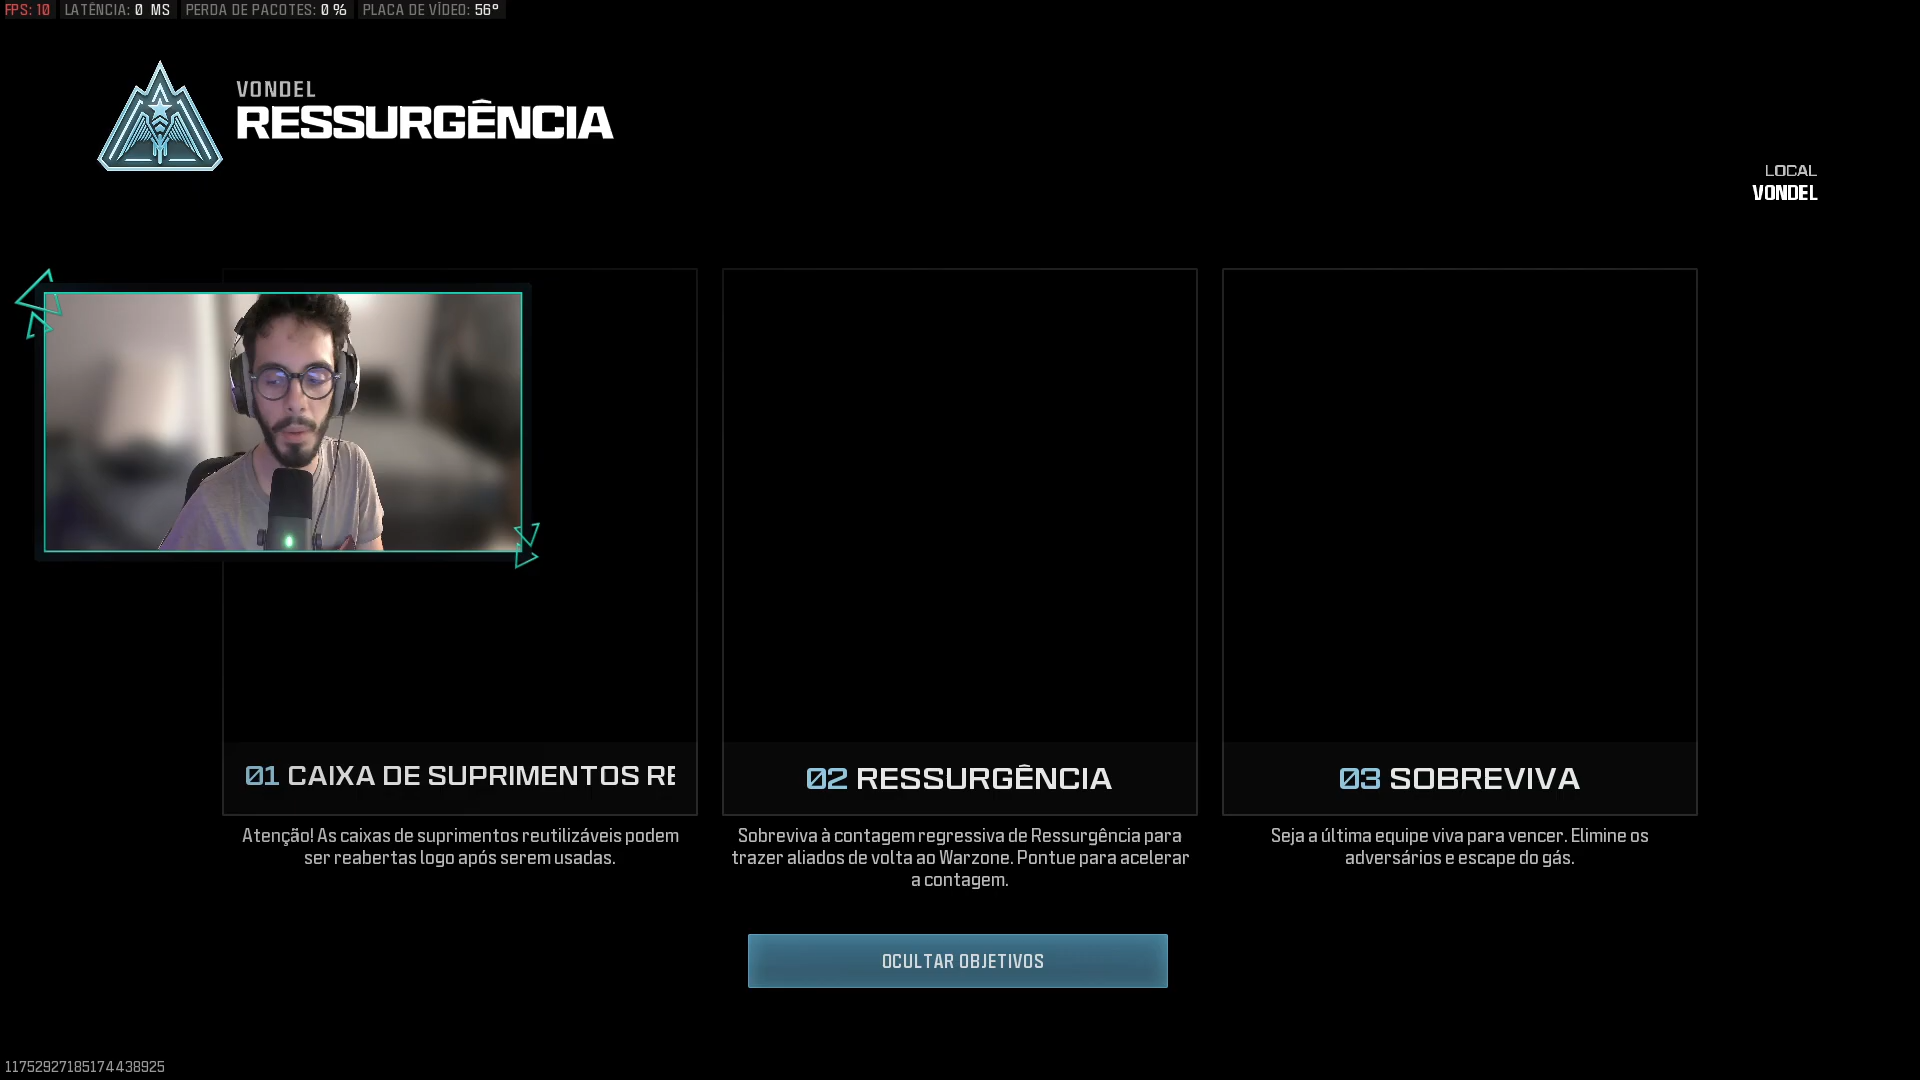 FPS: 10 LATÊNCIA: 0 MS PERDA DE PACOTES: 0 % PLACA DE VÍDEO: 56°
VONDEL
RESSURGÊNCIA
LOCAL
VONDEL
01 CAIXA DE SUPRIMENTOS RE
Atenção! As caixas de suprimentos reutilizáveis podem
ser reabertas logo após serem usadas.
02 RESSURGÊNCIA
Sobreviva à contagem regressiva de Ressurgência para
trazer aliados de volta ao Warzone. Pontue para acelerar
a contagem.
03 SOBREVIVA
Seja a última equipe viva para vencer. Elimine os
adversários e escape do gás.
OCULTAR OBJETIVOS
11752927185174438925